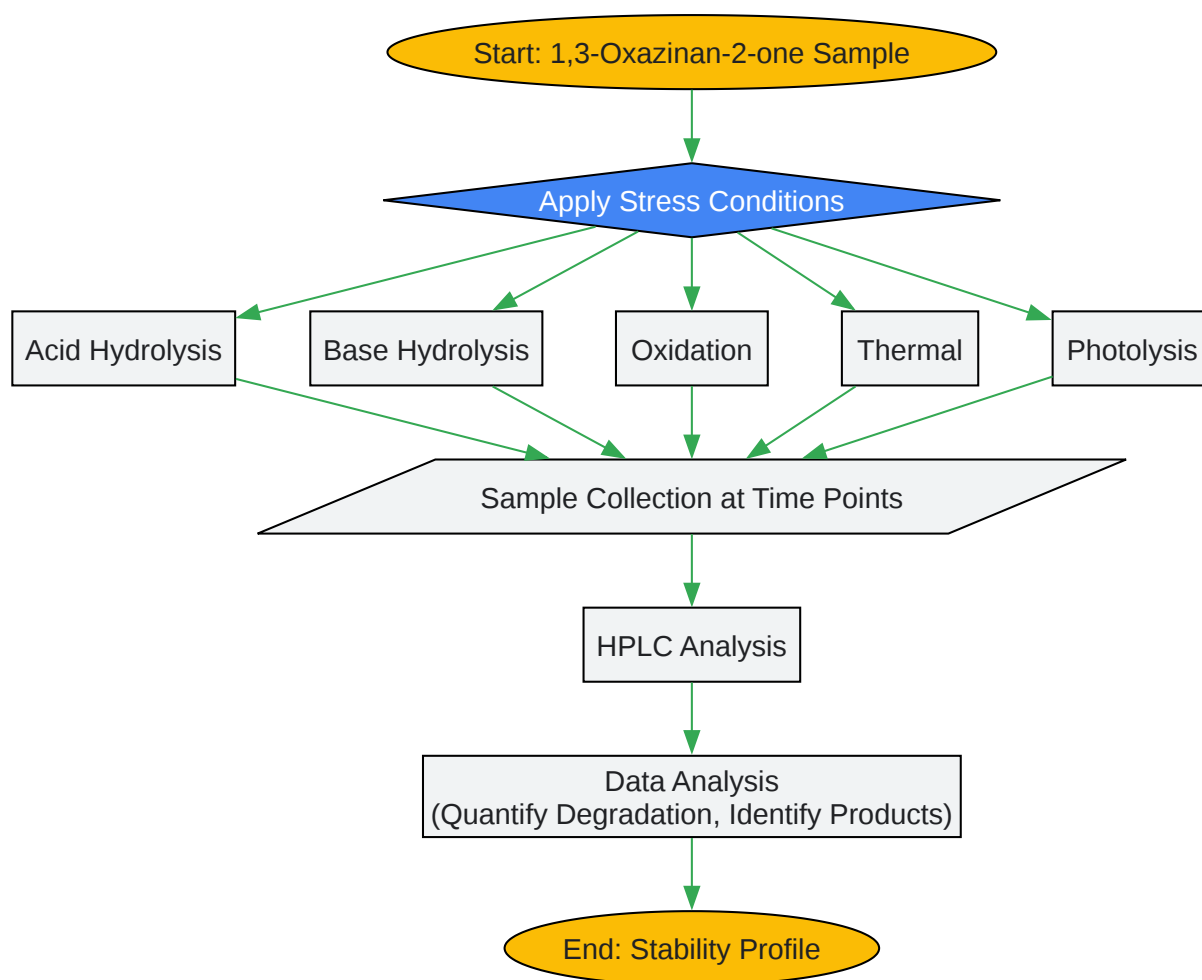 Start: 1,3-Oxazinan-2-one Sample
Apply Stress Conditions
Acid Hydrolysis
Base Hydrolysis
Oxidation
Thermal
Photolysis
Sample Collection at Time Points
HPLC Analysis
Data Analysis
(Quantify Degradation, Identify Products)
End: Stability Profile